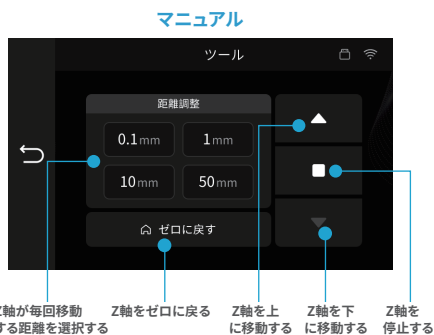 マニュアル
ツール
距離調整
0.1mm
1mm
10mm
50mm
ゼロに戻す
Z軸が毎回移動
する距離を選択する
Z軸をゼロに戻る
Z軸を上
に移動する
Z軸を下
に移動する
Z軸を
停止する